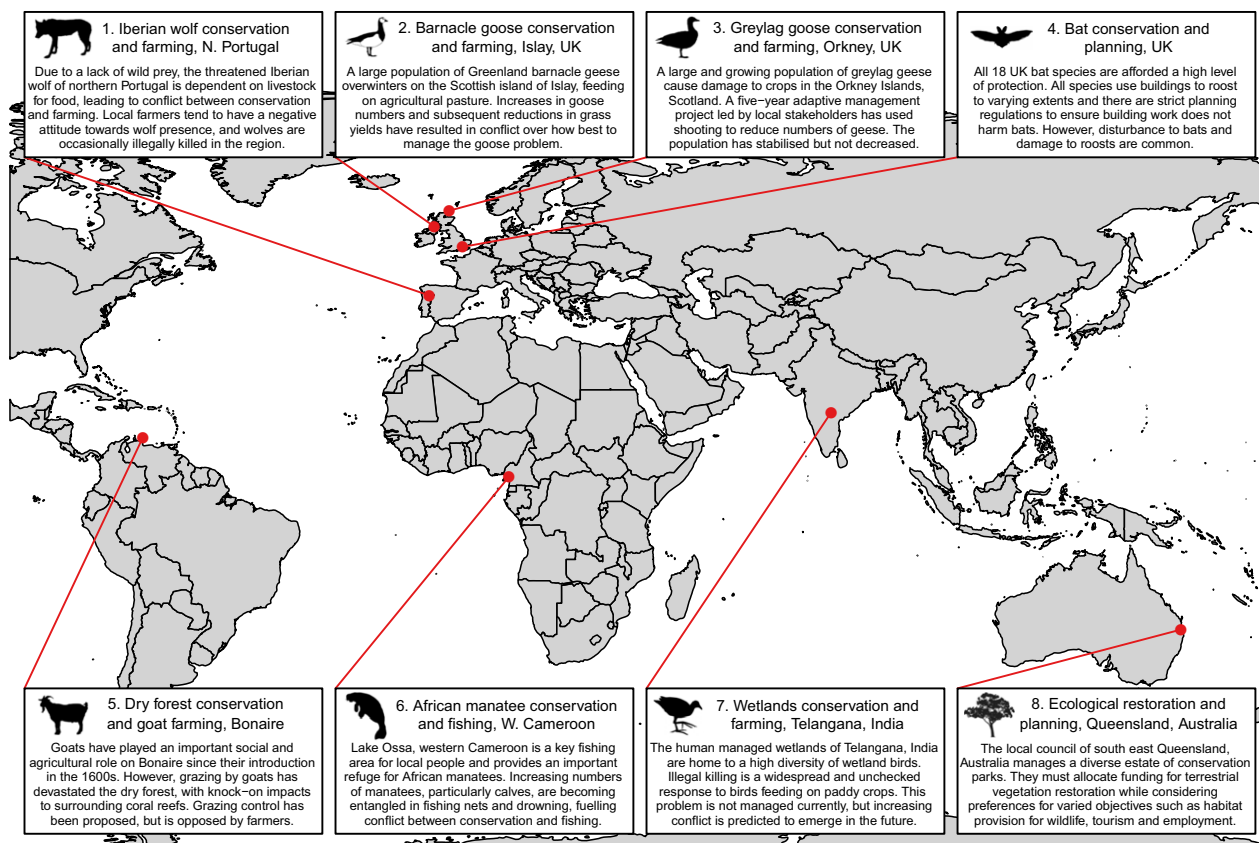 1. Iberian wolf conservation
and farming, N. Portugal
Due to a lack of wild prey, the threatened Iberian
wolf of northern Portugal is dependent on livestock
for food, leading to conflict between conservation
and farming. Local farmers tend to have a negative
attitude towards wolf presence, and wolves are
occasionally illegally killed in the region.
2. Barnacle goose conservation
and farming, Islay, UK
A large population of Greenland barnacle geese
overwinters on the Scottish island of Islay, feeding
on agricultural pasture. Increases in goose
numbers and subsequent reductions in grass
yields have resulted in conflict over how best to
manage the goose problem.
3. Greylag goose conservation
and farming, Orkney, UK
A large and growing population of greylag geese
cause damage to crops in the Orkney Islands,
Scotland. A five−year adaptive management
project led by local stakeholders has used
shooting to reduce numbers of geese. The
population has stabilised but not decreased.
4. Bat conservation and
planning, UK
All 18 UK bat species are afforded a high level
of protection. All species use buildings to roost
to varying extents and there are strict planning
regulations to ensure building work does not
harm bats. However, disturbance to bats and
damage to roosts are common.
5. Dry forest conservation
and goat farming, Bonaire
Goats have played an important social and
agricultural role on Bonaire since their introduction
in the 1600s. However, grazing by goats has
devastated the dry forest, with knock−on impacts
to surrounding coral reefs. Grazing control has
been proposed, but is opposed by farmers.
6. African manatee conservation
and fishing, W. Cameroon
Lake Ossa, western Cameroon is a key fishing
area for local people and provides an important
refuge for African manatees. Increasing numbers
of manatees, particularly calves, are becoming
entangled in fishing nets and drowning, fuelling
conflict between conservation and fishing.
7. Wetlands conservation and
farming, Telangana, India
The human managed wetlands of Telangana, India
are home to a high diversity of wetland birds.
Illegal killing is a widespread and unchecked
response to birds feeding on paddy crops. This
problem is not managed currently, but increasing
conflict is predicted to emerge in the future.
8. Ecological restoration and
planning, Queensland, Australia
The local council of south east Queensland,
Australia manages a diverse estate of conservation
parks. They must allocate funding for terrestrial
vegetation restoration while considering
preferences for varied objectives such as habitat
provision for wildlife, tourism and employment.